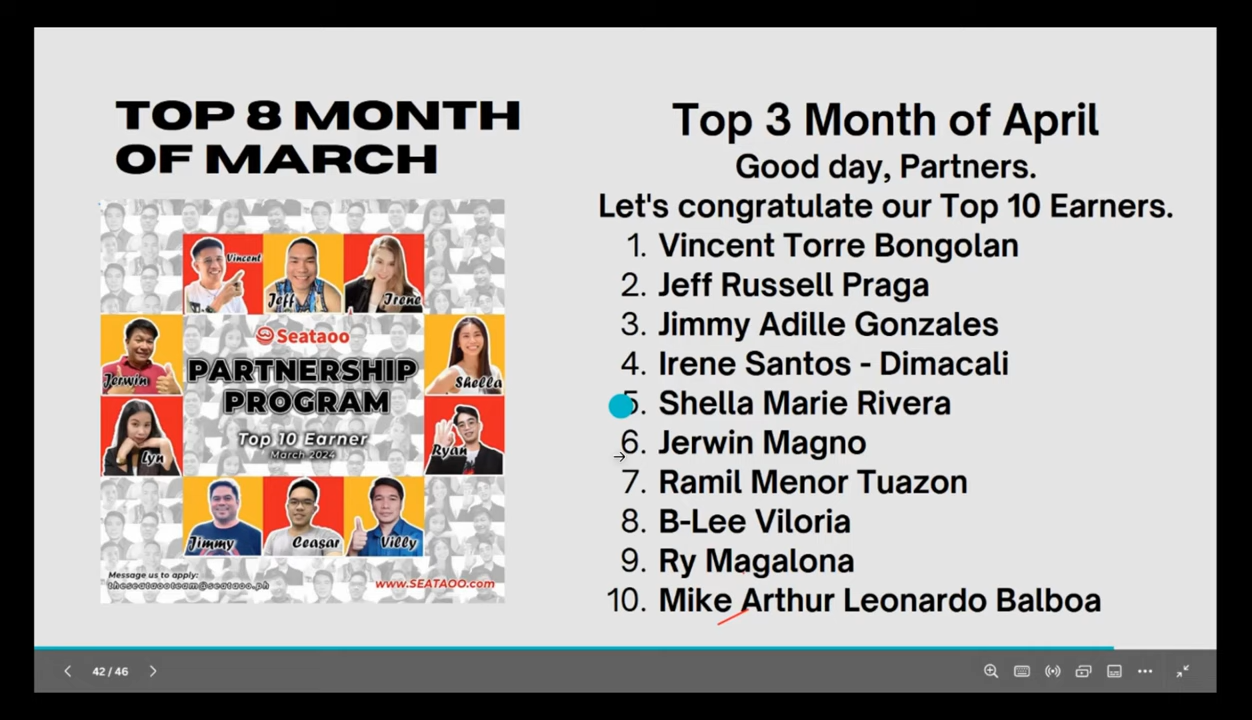 TOP 8 MONTH
OF MARCH
Vincent
Jeff
Irene
Seataoo
Jerwin
PARTNERSHIP
PROGRAM
Shella
Top 10 Earner
March 2024
Lyn
Ryan
Jimmy
Ceasar
Villy
Message us to apply:
theseataooteam@seataoo.ph
www.SEATAOO.com
Top 3 Month of April
Good day, Partners.
Let's congratulate our Top 10 Earners.
1. Vincent Torre Bongolan
2. Jeff Russell Praga
3. Jimmy Adille Gonzales
4. Irene Santos - Dimacali
5. Shella Marie Rivera
6. Jerwin Magno
7. Ramil Menor Tuazon
8. B-Lee Viloria
9. Ry Magalona
10. Mike Arthur Leonardo Balboa
42 / 46